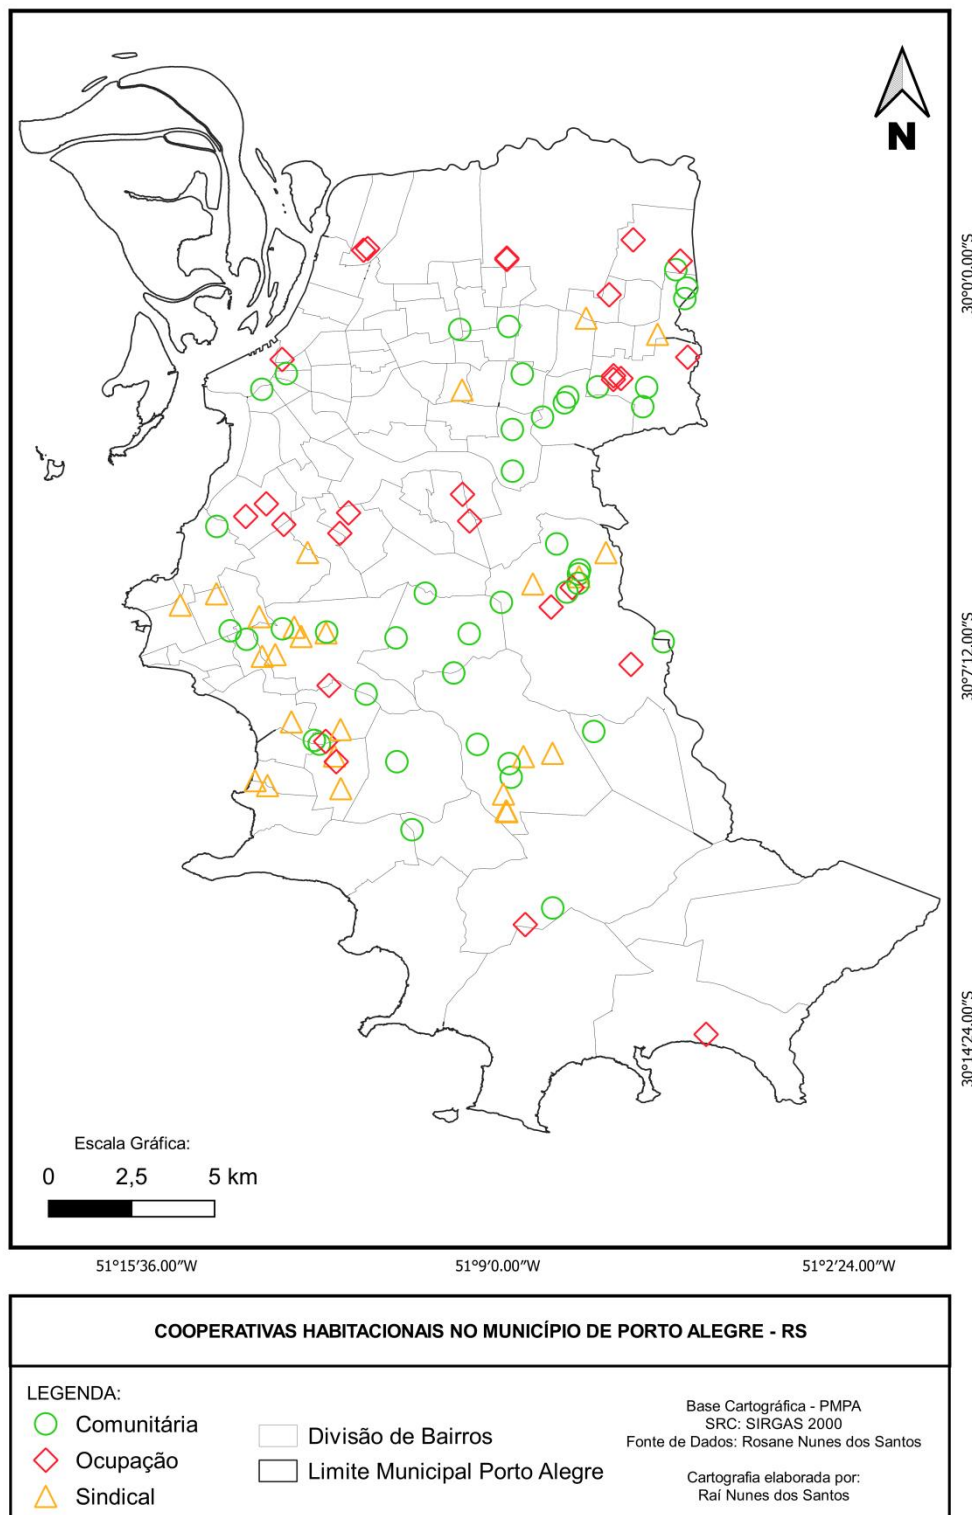 N
30°0'0.00"S
30°7'12.00"S
30°14'24.00"S
Escala Gráfica:
0 2,5 5 km
51°15'36.00"W 51°9'0.00"W 51°2'24.00"W
COOPERATIVAS HABITACIONAIS NO MUNICÍPIO DE PORTO ALEGRE - RS
LEGENDA:
Comunitária
Ocupação
Sindical
Divisão de Bairros
Limite Municipal Porto Alegre
Base Cartográfica - PMPA
SRC: SIRGAS 2000
Fonte de Dados: Rosane Nunes dos Santos
Cartografia elaborada por:
Raí Nunes dos Santos